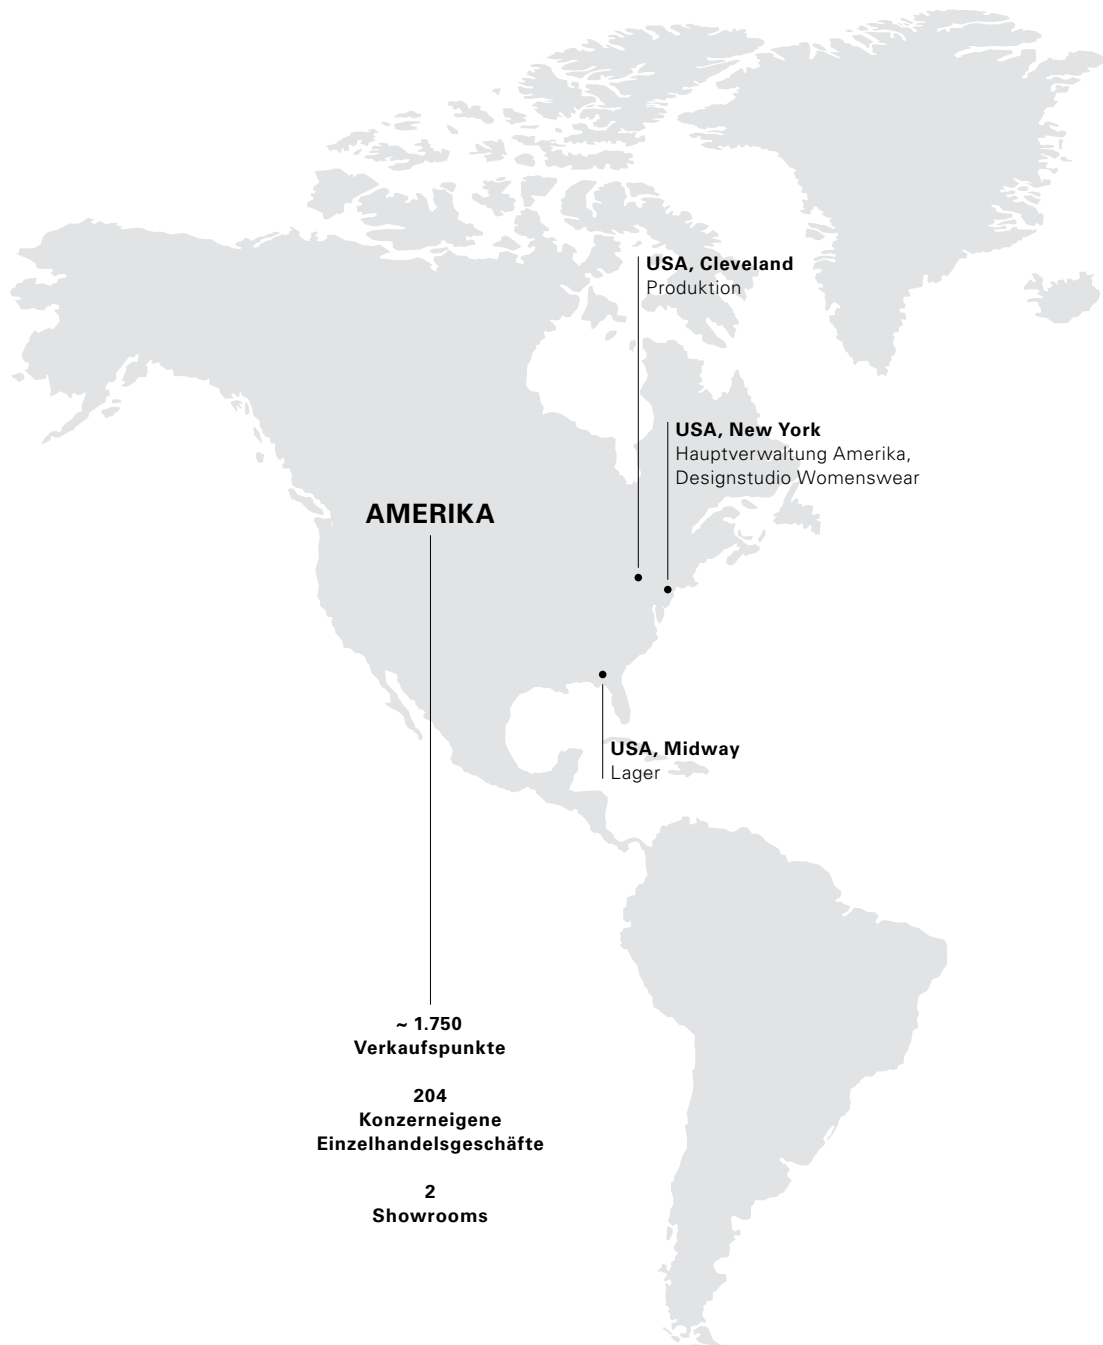 USA, Cleveland
Produktion
USA, New York
Hauptverwaltung Amerika,
Designstudio Womenswear
AMERIKA
USA, Midway
Lager
~ 1.750
Verkaufspunkte
204
Konzerneigene
Einzelhandelsgeschäfte
2
Showrooms